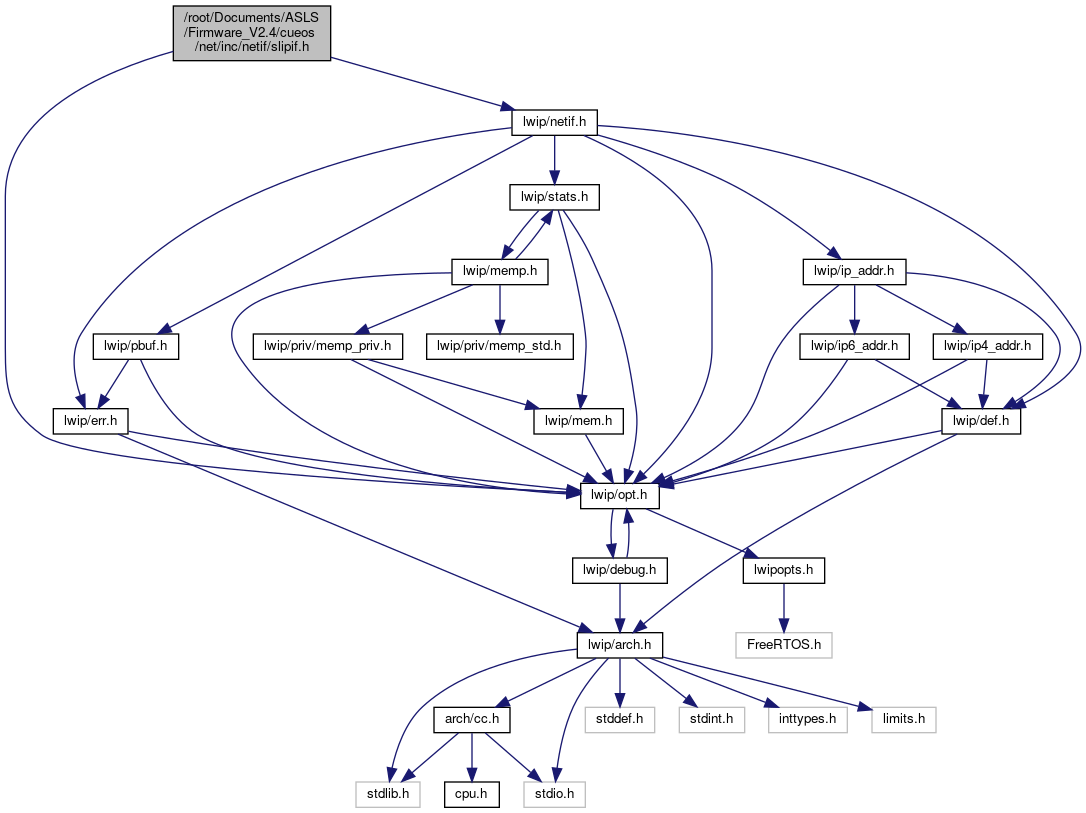 /root/Documents/ASLS
/Firmware_V2.4/cueos
/net/inc/netif/slipif.h
lwip/netif.h
lwip/stats.h
lwip/memp.h
lwip/ip_addr.h
lwip/pbuf.h
lwip/priv/memp_priv.h
lwip/priv/memp_std.h
lwip/ip6_addr.h
lwip/ip4_addr.h
lwip/err.h
lwip/mem.h
lwip/def.h
lwip/opt.h
lwip/debug.h
lwipopts.h
lwip/arch.h
FreeRTOS.h
arch/cc.h
stddef.h
stdint.h
inttypes.h
limits.h
stdlib.h
cpu.h
stdio.h